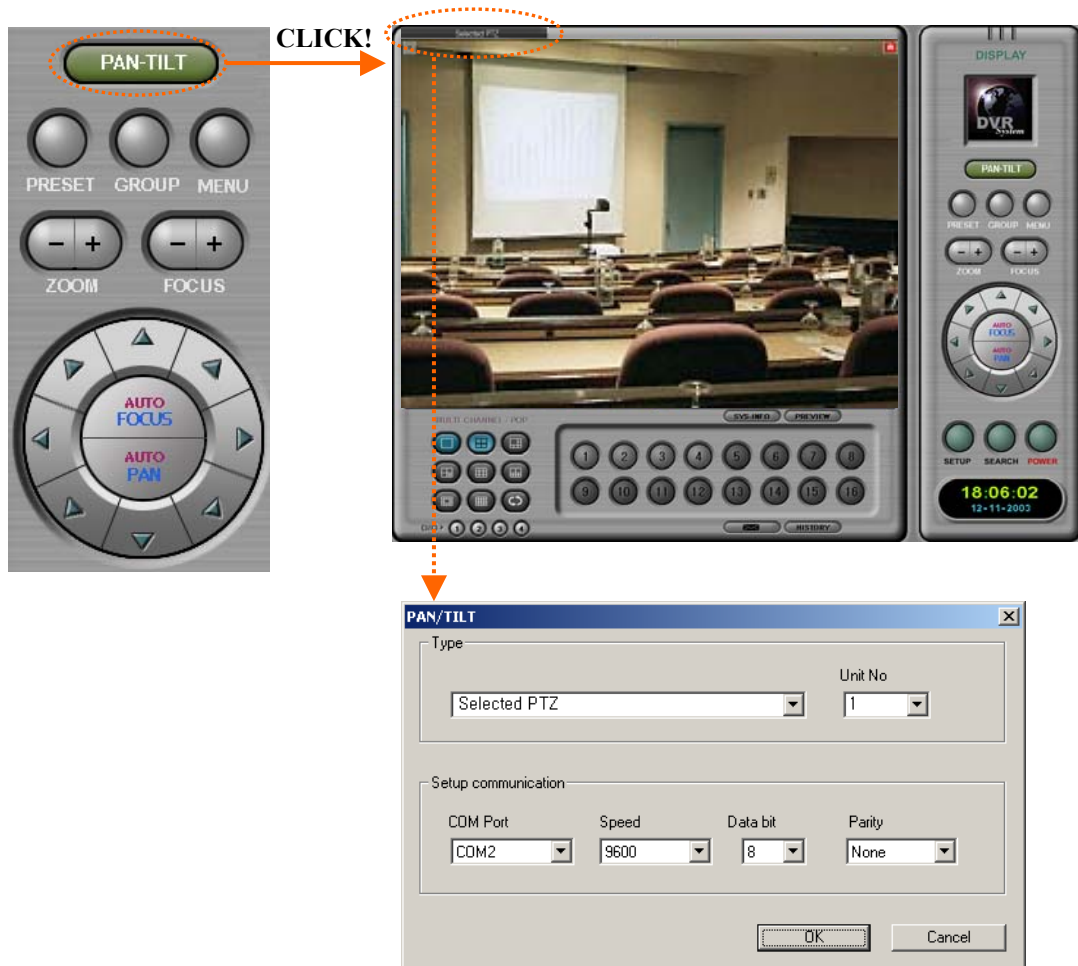 CLICK!
PAN-TILT
PRESET GROUP MENU
- + - +
ZOOM FOCUS
AUTO
FOCUS
AUTO
PAN
Selected PTZ
MULTI CHANNEL / POP
SYS-INFO PREVIEW
1 2 3 4 5 6 7 8
9 10 11 12 13 14 15 16
1 2 3 4
HISTORY
DISPLAY
DVR
System
PAN-TILT
PRESET GROUP MENU
- + - +
ZOOM FOCUS
AUTO
FOCUS
AUTO
PAN
SETUP SEARCH POWER
18:06:02
12-11-2003
PAN/TILT
Type
Unit No
Selected PTZ 1
Setup communication
COM Port Speed Data bit Parity
COM2 9600 8 None
OK Cancel